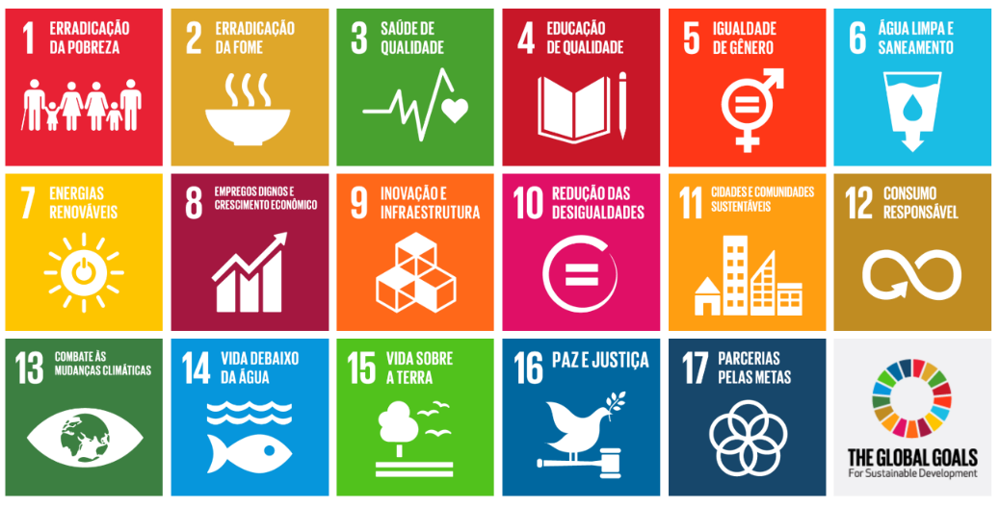 1 ERRADICAÇÃO
DA POBREZA
2 ERRADICAÇÃO
DA FOME
3 SAÚDE DE
QUALIDADE
4 EDUCAÇÃO
DE QUALIDADE
5 IGUALDADE
DE GÊNERO
6 ÁGUA LIMPA E
SANEAMENTO
7 ENERGIAS
RENOVÁVEIS
8 EMPREGOS DIGNOS E
CRESCIMENTO ECONÔMICO
9 INOVAÇÃO E
INFRAESTRUTURA
10 REDUÇÃO DAS
DESIGUALDADES
11 CIDADES E COMUNIDADES
SUSTENTÁVEIS
12 CONSUMO
RESPONSÁVEL
13 COMBATE ÀS
MUDANÇAS CLIMÁTICAS
14 VIDA DEBAIXO
DA ÁGUA
15 VIDA SOBRE
A TERRA
16 PAZ E JUSTIÇA
17 PARCERIAS
PELAS METAS
THE GLOBAL GOALS
For Sustainable Development